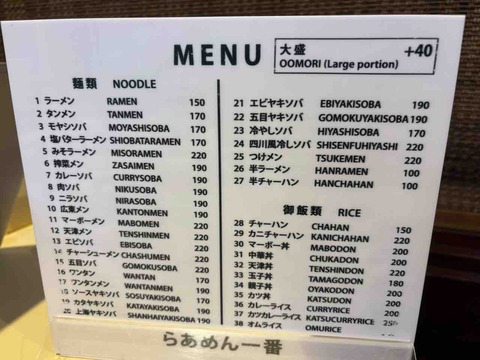 MENU
大盛 +40
OOMORI (Large portion)
麺類 NOODLE
1 ラーメン RAMEN 150
2 タンメン TANMEN 170
3 モヤシソバ MOYASHISOBA 170
4 塩バターラーメン SHIOBATARAMEN 170
5 みそラーメン MISORAMEN 220
6 搾菜メン ZASAIMEN 190
7 カレーソバ CURRYSOBA 190
8 肉ソバ NIKUSOBA 190
9 ニラソバ NIRASOBA 190
10 広東メン KANTONMEN 190
11 マーボーメン MABOMEN 220
12 天津メン TENSHINMEN 220
13 エビソバ EBISOBA 220
14 チャーシューメン CHASHUMEN 220
15 五目ソバ GOMOKUSOBA 220
16 ワンタン WANTAN 170
17 ワンタンメン WANTANMEN 190
18 ソースヤキソバ SOSUYAKISOBA 170
19 カタヤキソバ KATAYAKISOBA 190
20 上海ヤキソバ SHANHAIYAKISOBA 190
21 エビヤキソバ EBIYAKISOBA 190
22 五目ヤキソバ GOMOKUYAKISOBA 190
23 冷やしソバ HIYASHISOBA 170
24 四川風冷しソバ SHISENFUHIYASHI 220
25 つけメン TSUKEMEN 220
26 半ラーメン HANRAMEN 100
27 半チャーハン HANCHAHAN 100
御飯類 RICE
28 チャーハン CHAHAN 150
29 カニチャーハン KANICHAHAN 220
30 マーボー丼 MABODON 200
31 中華丼 CHUKADON 200
32 天津丼 TENSHINDON 220
33 玉子丼 TAMAGODON 180
34 親子丼 OYAKODON 200
35 カツ丼 KATSUDON 200
36 カレーライス CURRYRICE 200
37 カツカレーライス KATSUCURRYRICE
38 オムライス OMURICE 200
らあめん一番